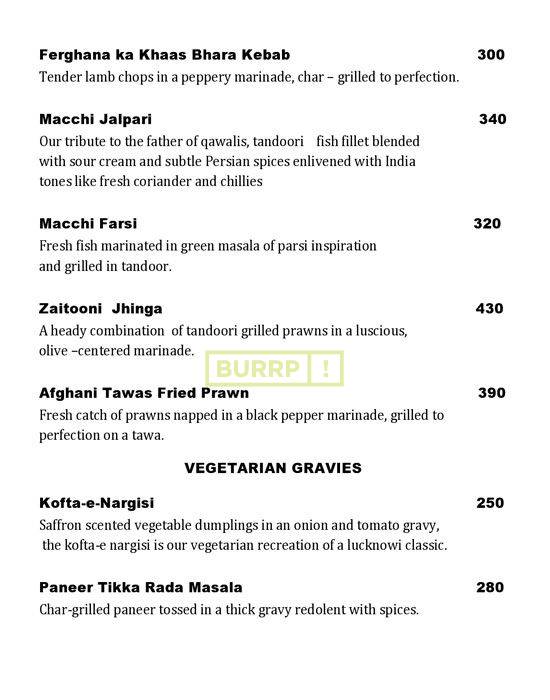 Ferghana ka Khaas Bhara Kebab 300
Tender lamb chops in a peppery marinade, char – grilled to perfection.
Macchi Jalpari 340
Our tribute to the father of qawalis, tandoori fish fillet blended
with sour cream and subtle Persian spices enlivened with India
tones like fresh coriander and chillies
Macchi Farsi 320
Fresh fish marinated in green masala of parsi inspiration
and grilled in tandoor.
Zaitooni Jhinga 430
A heady combination of tandoori grilled prawns in a luscious,
olive –centered marinade.
BURRP !
Afghani Tawas Fried Prawn 390
Fresh catch of prawns napped in a black pepper marinade, grilled to
perfection on a tawa.
VEGETARIAN GRAVIES
Kofta-e-Nargisi 250
Saffron scented vegetable dumplings in an onion and tomato gravy,
the kofta-e nargisi is our vegetarian recreation of a lucknowi classic.
Paneer Tikka Rada Masala 280
Char-grilled paneer tossed in a thick gravy redolent with spices.